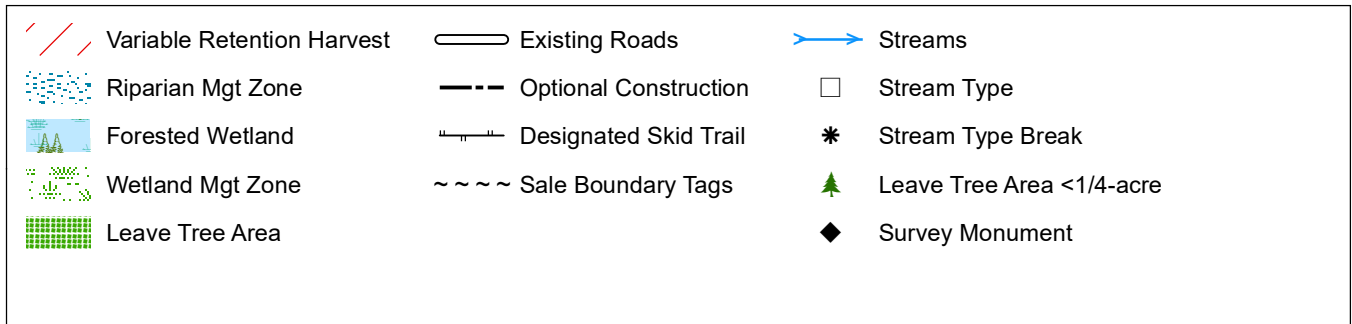 Variable Retention Harvest
Riparian Mgt Zone
Forested Wetland
Wetland Mgt Zone
Leave Tree Area
Existing Roads
Optional Construction
Designated Skid Trail
Sale Boundary Tags
Streams
Stream Type
Stream Type Break
Leave Tree Area <1/4-acre
Survey Monument